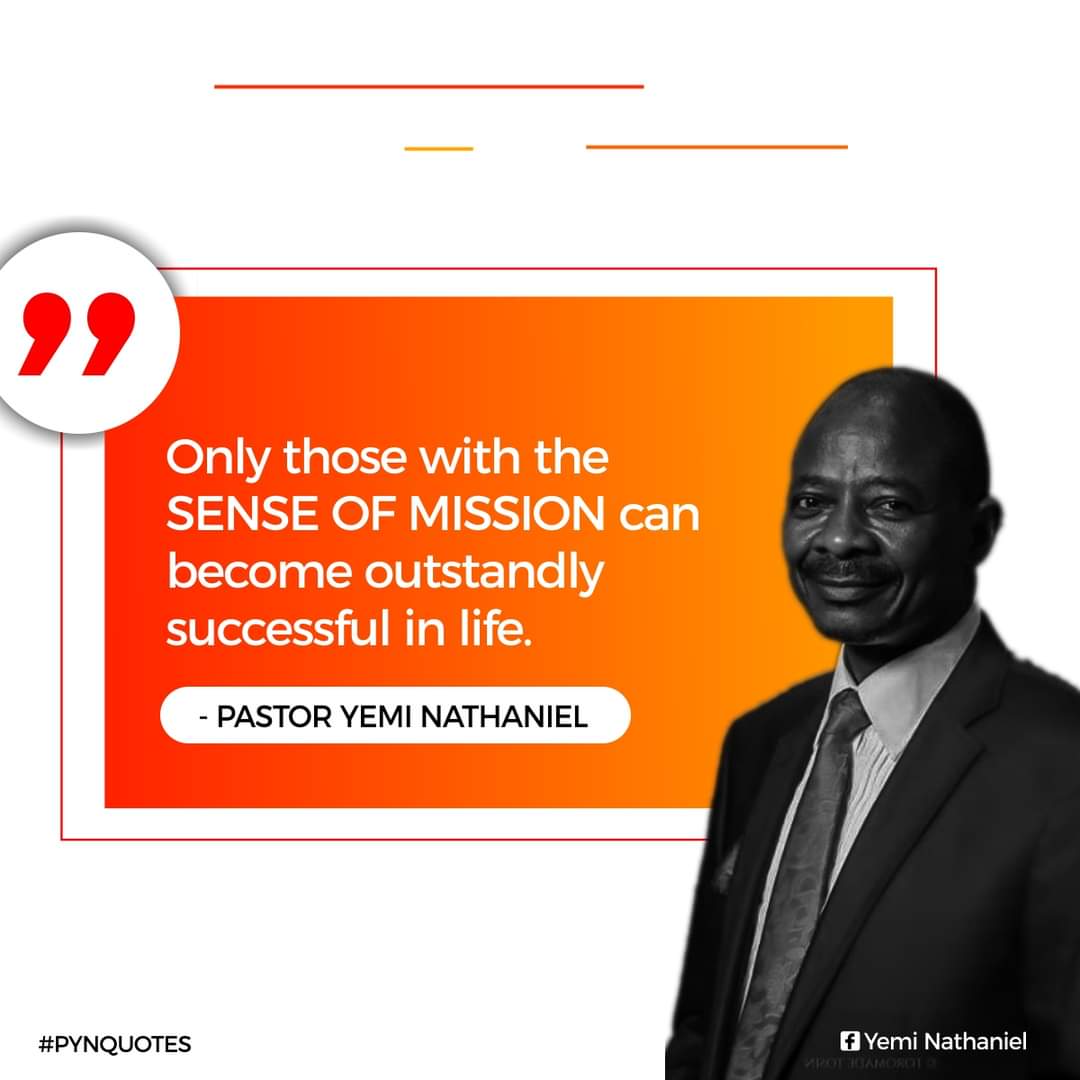 Only those with the
SENSE OF MISSION can
become outstandly
successful in life.
- PASTOR YEMI NATHANIEL
#PYNQUOTES
Yemi Nathaniel